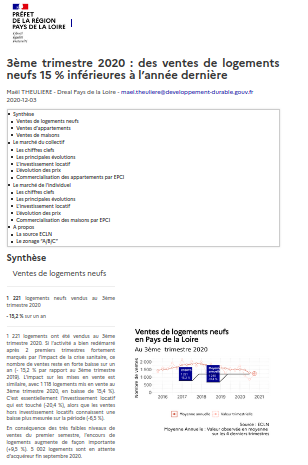 PRÉFET
DE LA RÉGION
PAYS DE LA LOIRE
Liberté
Égalité
Fraternité
3ème trimestre 2020 : des ventes de logements
neufs 15 % inférieures à l'année dernière
Maël THEULIERE - Dreal Pays de la Loire - mael.theuliere@developpement-durable.gouv.fr
2020-12-03
Synthèse
Ventes de logements neufs
Ventes d'appartements
Ventes de maisons
Le marché du collectif
Les chiffres clefs
Les principales évolutions
L'investissement locatif
L'évolution des prix
Commercialisation des appartements par EPCI
Le marché de l'individuel
Les chiffres clefs
Les principales évolutions
L'investissement locatif
L'évolution des prix
Commercialisation des maisons par EPCI
A propos
La source ECLN
Le zonage "A/B/C"
Synthèse
Ventes de logements neufs
1 221 logements neufs vendus au 3ème
trimestre 2020
-15,2 % sur un an
1 221 logements ont été vendus au 3ème
trimestre 2020. Si l'activité a bien redémarré
après 2 premiers trimestres fortement
marqués par l'impact de la crise sanitaire, ce
nombre de ventes reste en forte baisse sur un
an (- 15,2 % par rapport au 3ème trimestre
2019). L'impact sur les mises en vente est
similaire, avec 1 118 logements mis en vente au
3ème trimestre 2020, en baisse de 15,4 %).
C'est essentiellement l'investissement locatif
qui est touché (-20,4 %), alors que les ventes
hors investissements locatifs connaissent une
baisse plus mesurée sur la période (-8,5 %).
En conséquence des très faibles niveaux de
ventes du premier semestre, l'encours de
logements augmente de façon importante
(+9,5 %). 5 002 logements sont en attente
d'acquéreur fin septembre 2020.
Ventes de logements neufs
en Pays de la Loire
Au 3ème trimestre 2020
Nombre de ventes
2 000
1 500
1 000
500
0
2016
2017
2018
2019
2020
2021
Moyenne annuelle
Valeur trimestrielle
Source : ECLN
Moyenne Annuelle : Valeur observée en moyenne
sur les 4 derniers trimestres